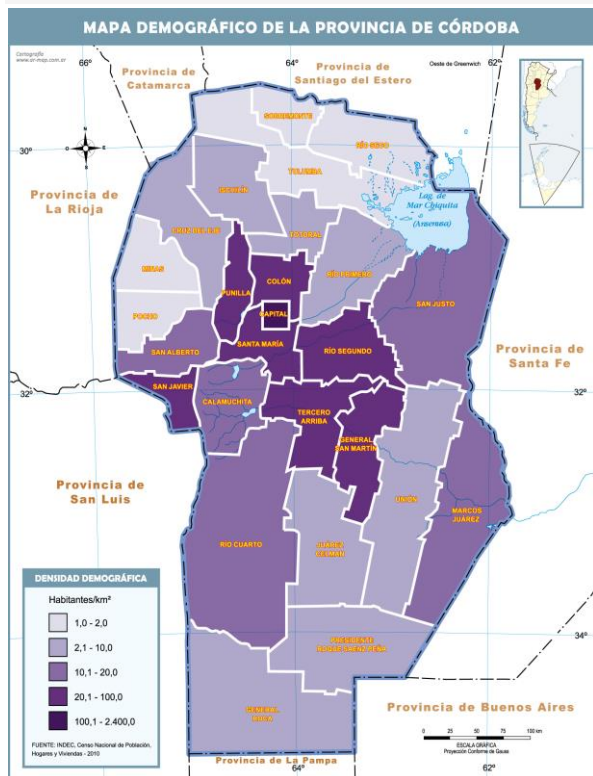 MAPA DEMOGRÁFICO DE LA PROVINCIA DE CÓRDOBA
Cartografía
www.ar-map.com.ar
66°
64°
62°
Oeste de Greenwich
Provincia de
Catamarca
Provincia de
Santiago del Estero
N
O
E
S
30°
30°
SOBREMONTE
RÍO SECO
TULUMBA
ISCHILÍN
Lag. de
Mar Chiquita
(Ansenuza)
Provincia de
La Rioja
CRUZ DEL EJE
TOTORAL
RÍO PRIMERO
MINAS
COLÓN
PUNILLA
SAN JUSTO
POCHO
CAPITAL
SANTA MARÍA
SAN ALBERTO
RÍO SEGUNDO
Provincia de
Santa Fe
SAN JAVIER
32°
32°
CALAMUCHITA
TERCERO
ARRIBA
GENERAL
SAN MARTÍN
Provincia de
San Luis
UNIÓN
MARCOS
JUÁREZ
RIO CUARTO
JUÁREZ
CELMAN
DENSIDAD DEMOGRÁFICA
Habitantes/km²
1,0 - 2,0
2,1 - 10,0
10,1 - 20,0
20,1 - 100,0
100,1 - 2.400,0
FUENTE: INDEC, Censo Nacional de Población,
Hogares y Viviendas - 2010
34°
34°
PRESIDENTE
ROQUE SÁENZ PEÑA
GENERAL
ROCA
Provincia de Buenos Aires
0 50 100 150 km
ESCALA GRÁFICA
Proyección Conforme de Gauss
Provincia de La Pampa
64°
62°